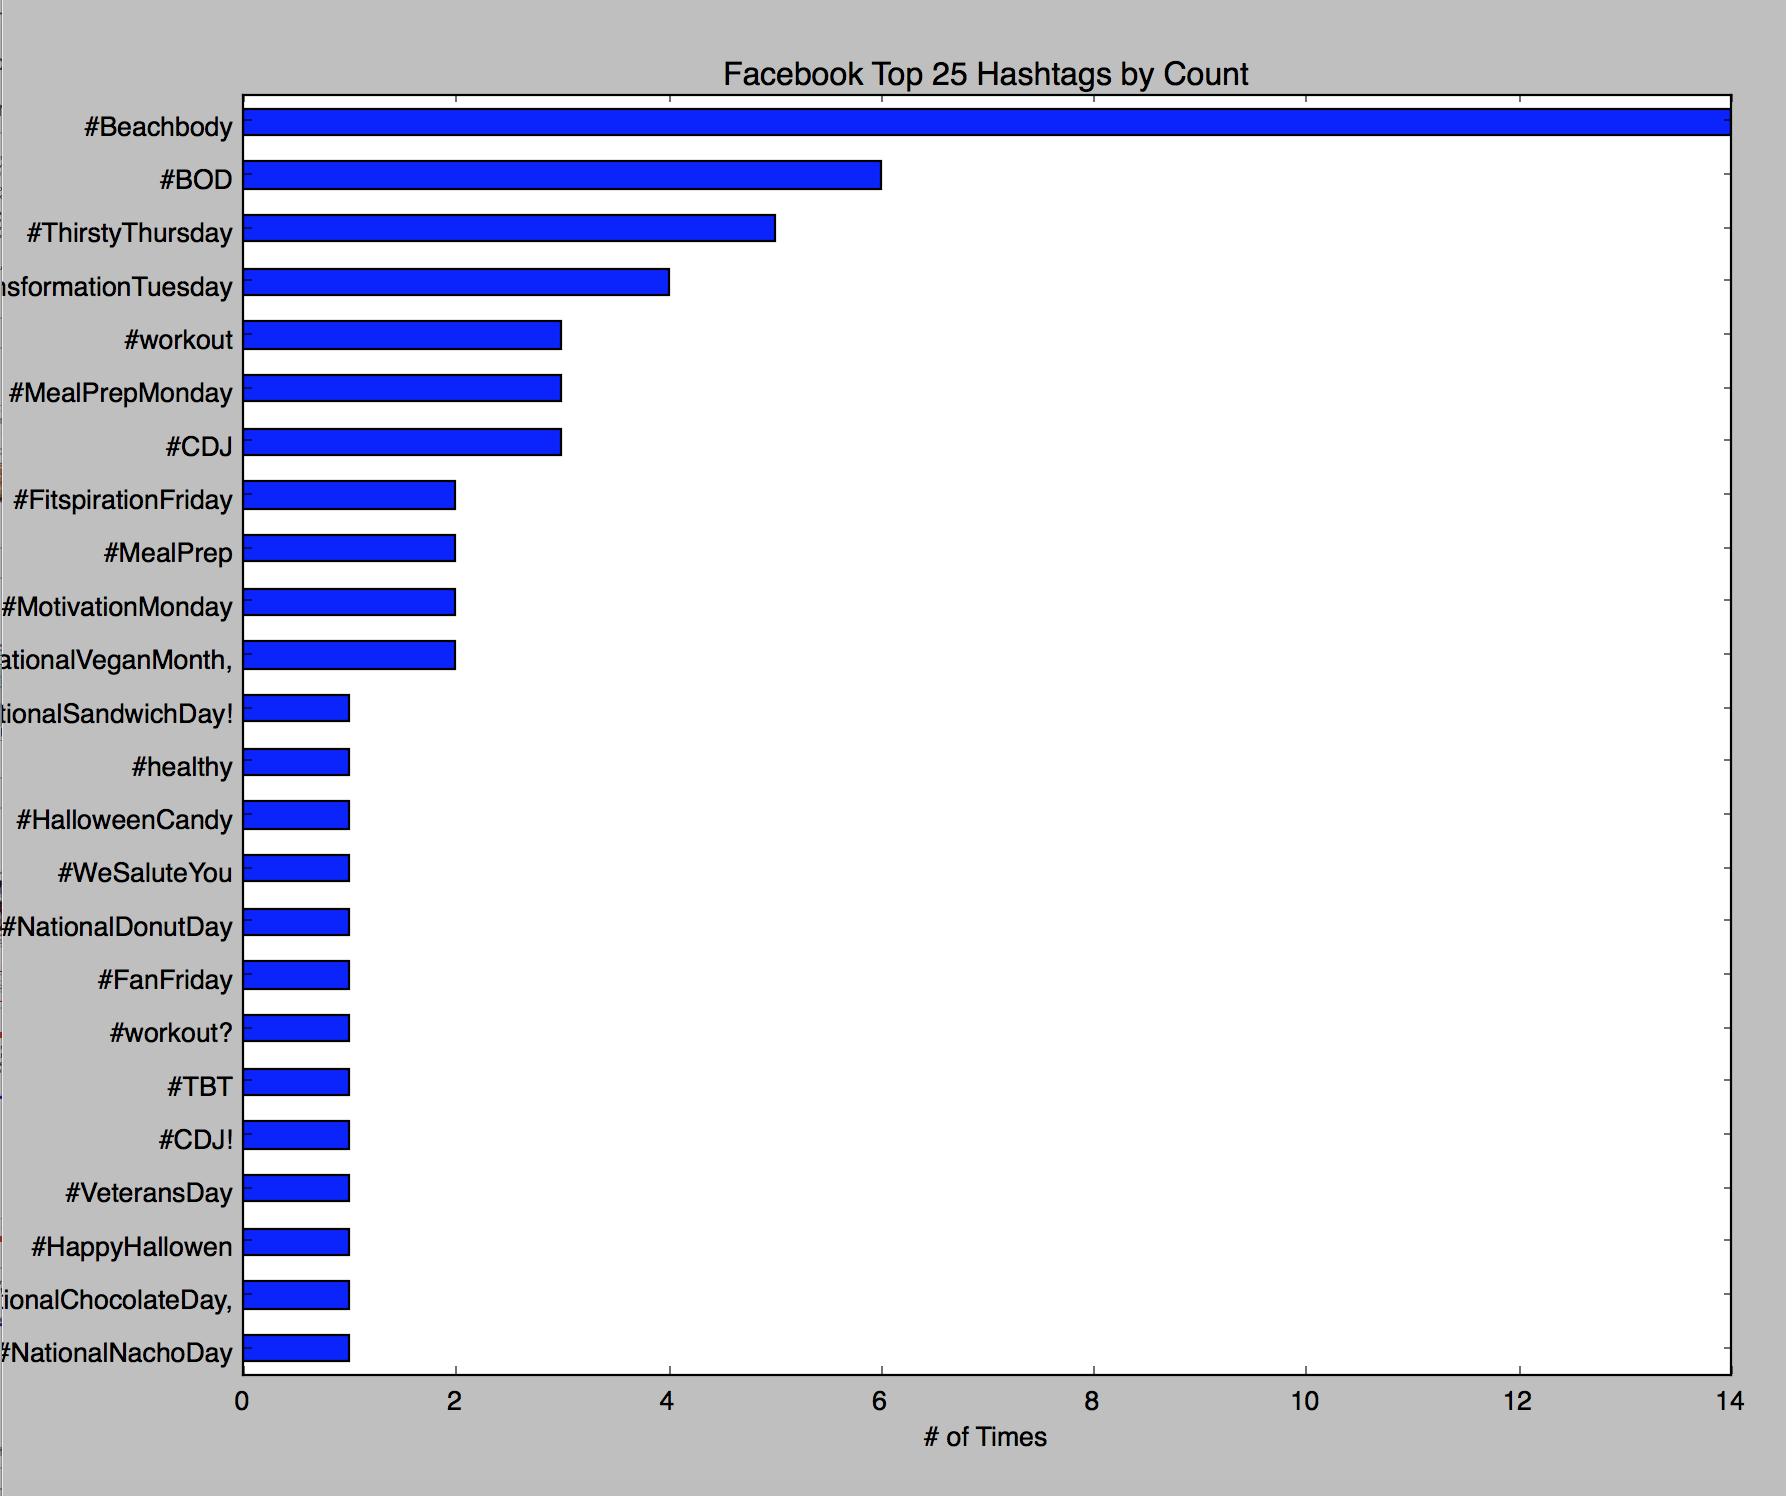 Facebook Top 25 Hashtags by Count
#Beachbody
#BOD
#ThirstyThursday
nsformationTuesday
#workout
#MealPrepMonday
#CDJ
#FitspirationFriday
#MealPrep
#MotivationMonday
ationalVeganMonth,
tionalSandwichDay!
#healthy
#HalloweenCandy
#WeSaluteYou
#NationalDonutDay
#FanFriday
#workout?
#TBT
#CDJ!
#VeteransDay
#HappyHallowen
tionalChocolateDay,
#NationalNachoDay
0 2 4 6 8 10 12 14
# of Times